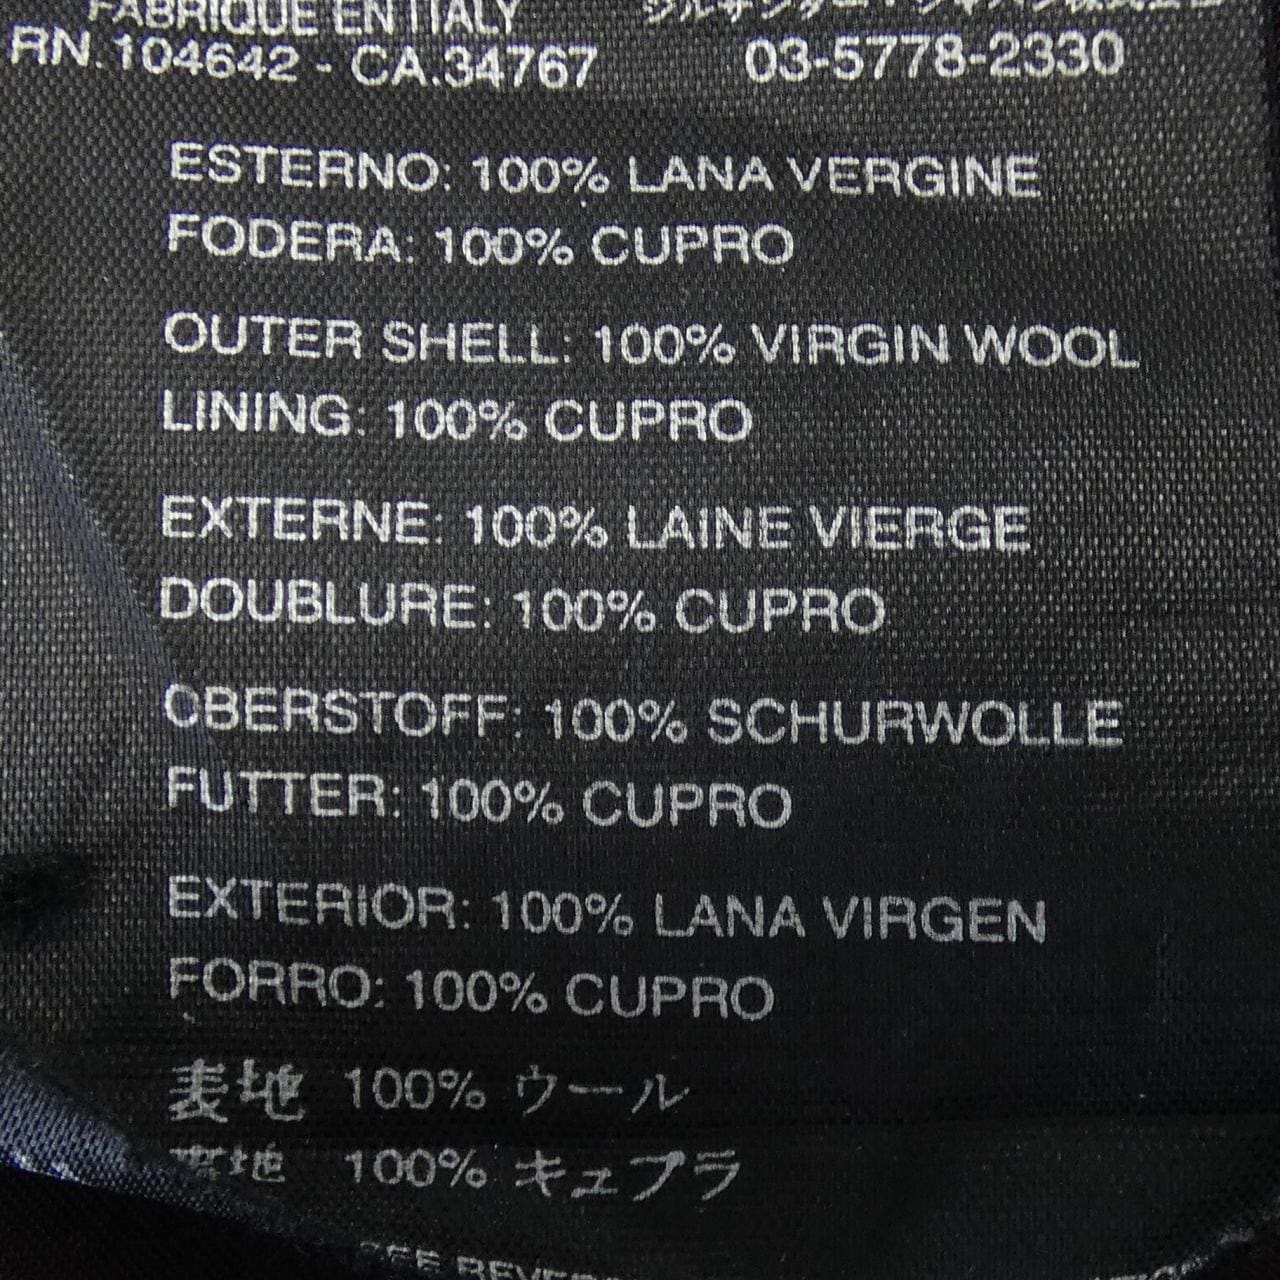 FABRIQUE EN ITALY
RN.104642 - CA.34767
03-5778-2330
ESTERNO: 100% LANA VERGINE
FODERA: 100% CUPRO
OUTER SHELL: 100% VIRGIN WOOL
LINING: 100% CUPRO
EXTERNE: 100% LAINE VIERGE
DOUBLURE: 100% CUPRO
OBERSTOFF: 100% SCHURWOLLE
FUTTER: 100% CUPRO
EXTERIOR: 100% LANA VIRGEN
FORRO: 100% CUPRO
表地 100% ウール
裏地 100% キュプラ
SEE